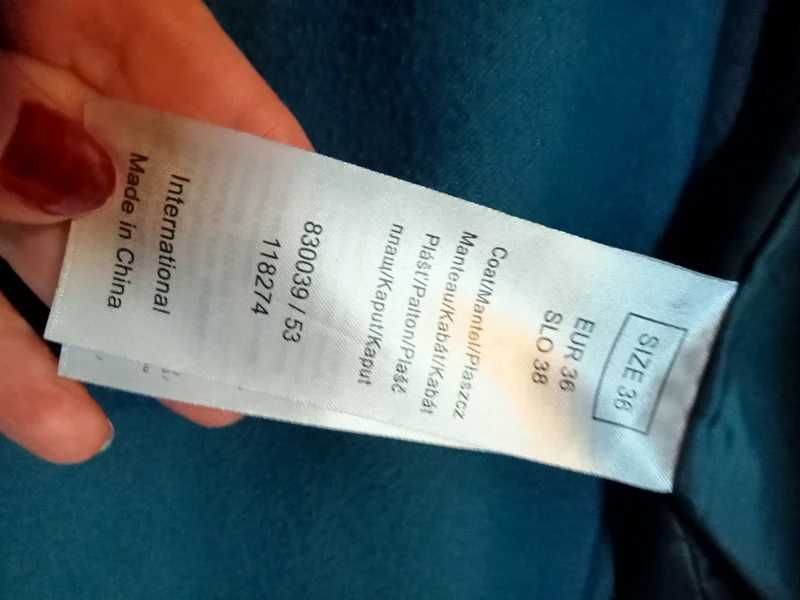 SIZE 36
EUR 36
SLO 38
Coat/Mantel/Płaszcz
Manteau/Kabát/Kabát
Plášť/Palton/Plašč
плащ/Kaput/Kaput
830039 / 53
118274
International
Made in China